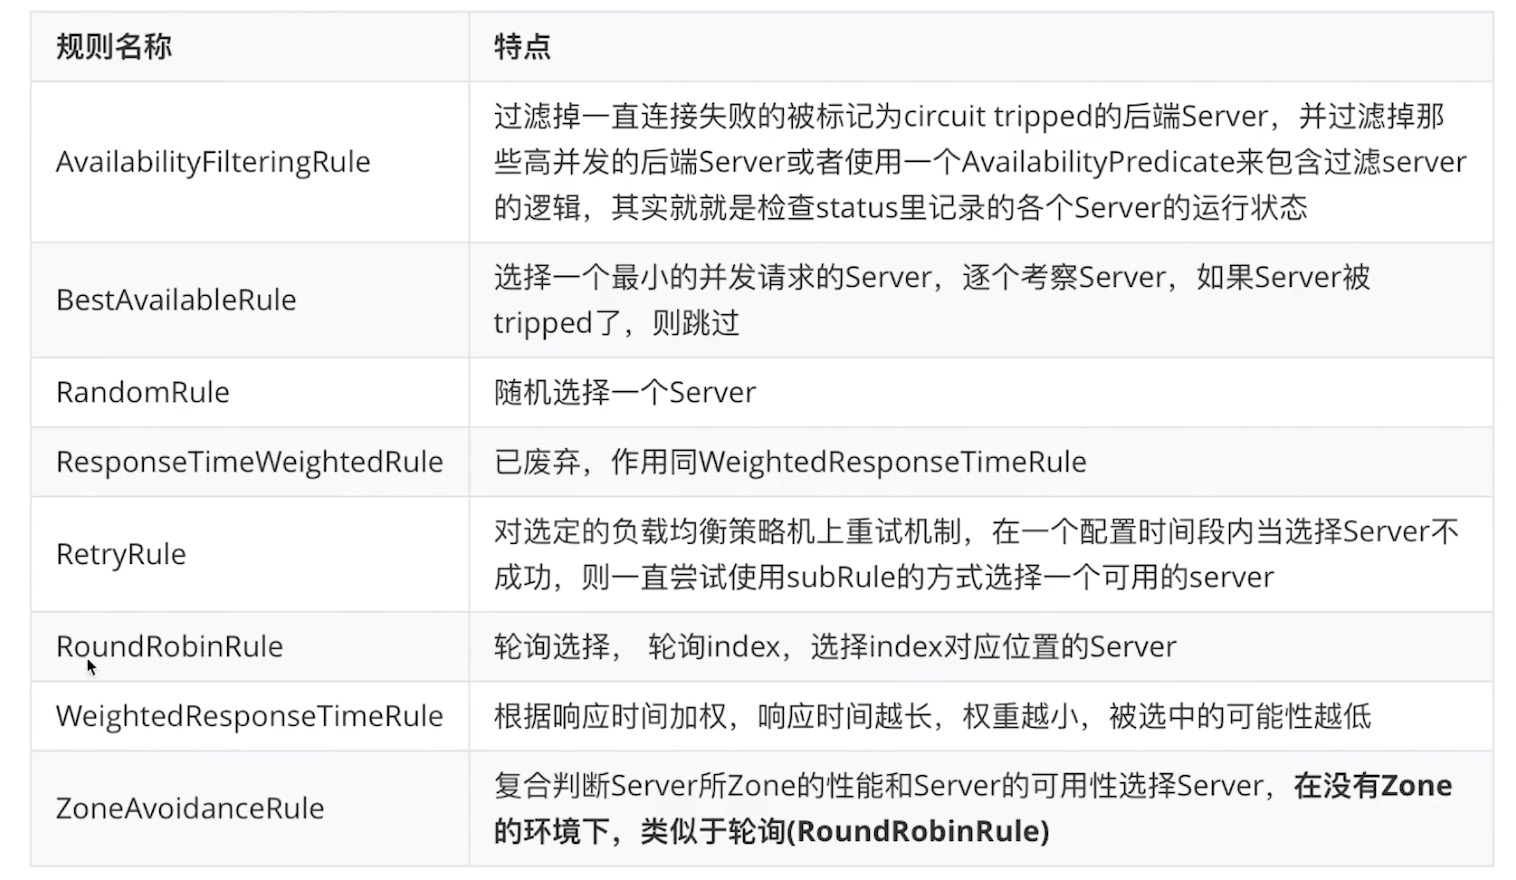 规则名称
特点
AvailabilityFilteringRule
过滤掉一直连接失败的被标记为circuit tripped的后端Server，并过滤掉那
些高并发的后端Server或者使用一个AvailabilityPredicate来包含过滤server
的逻辑，其实就就是检查status里记录的各个Server的运行状态
BestAvailableRule
选择一个最小的并发请求的Server，逐个考察Server，如果Server被
tripped了，则跳过
RandomRule
随机选择一个Server
ResponseTimeWeightedRule
已废弃，作用同WeightedResponseTimeRule
RetryRule
对选定的负载均衡策略机上重试机制，在一个配置时间段内当选择Server不
成功，则一直尝试使用subRule的方式选择一个可用的server
RoundRobinRule
轮询选择， 轮询index，选择index对应位置的Server
WeightedResponseTimeRule
根据响应时间加权，响应时间越长，权重越小，被选中的可能性越低
ZoneAvoidanceRule
复合判断Server所Zone的性能和Server的可用性选择Server，在没有Zone
的环境下，类似于轮询(RoundRobinRule)